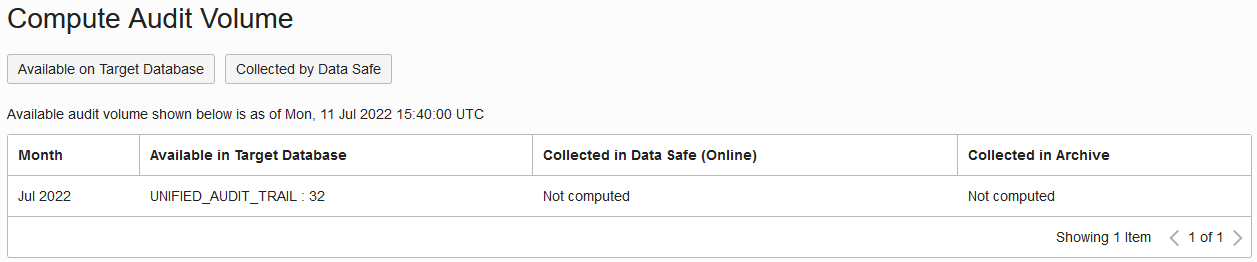 Compute Audit Volume
Available on Target Database Collected by Data Safe
Available audit volume shown below is as of Mon, 11 Jul 2022 15:40:00 UTC
Month Available in Target Database Collected in Data Safe (Online) Collected in Archive
Jul 2022 UNIFIED_AUDIT_TRAIL : 32 Not computed Not computed
Showing 1 Item 1 of 1